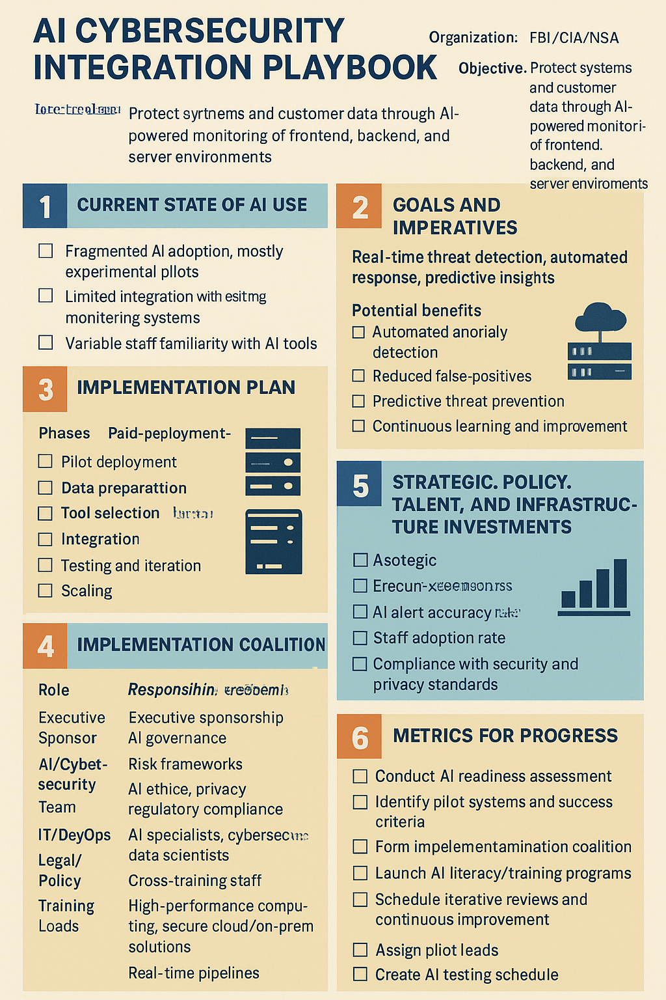 AI CYBERSECURITY
INTEGRATION PLAYBOOK
Organization: FBI/CIA/NSA
Objective. Protect systems
and customer
data through AI-
powered monitori-
of frontend.
backend, and
server enviroments
Protect syrtnems and customer data through AI-
powered monitoring of frontend, backend, and
server environments
1 CURRENT STATE OF AI USE
Fragmented AI adoption, mostly
experimental pllots
Limited integration with esitmg
monitering systems
Variable staff familiarity with AI tools
2 GOALS AND
IMPERATIVES
Real-time threat detection, automated
response, predictive insights
Potential benefits
Automated anorialy
detection
Reduced false-positives
Predictive threat prevention
Continuous learning and improvement
3 IMPLEMENTATION PLAN
Phases Paid-peployment-
Pilot deployment
Data preparattion
Tool selection
Integration
Testing and iteration
Scaling
4 IMPLEMENTATION COALITION
Role
Executive Executive sponsorship
Sponsor AI governance
AI/Cybet- Risk frameworks
security
AI ethice, privacy
Team regulatory compliance
IT/DeyOps AI specialists,
data scientists
Legal/
Policy Cross-training staff
Training High-performance compu-
Loads ting, secure cloud/on-prem
solutions
Real-time pipelines
5 STRATEGIC. POLICY.
TALENT, AND INFRASTRUC-
TURE INVESTMENTS
Asotegic
AI alert accuracy
Staff adoption rate
Compliance with security and
privacy standards
6 METRICS FOR PROGRESS
Conduct AI readiness assessment
Identify pilot systems and success
criteria
Form impelementamination coalition
Launch AI literacy/training programs
Schedule iterative reviews and
continuous improvement
Assign pliot leads
Create AI testing schedule